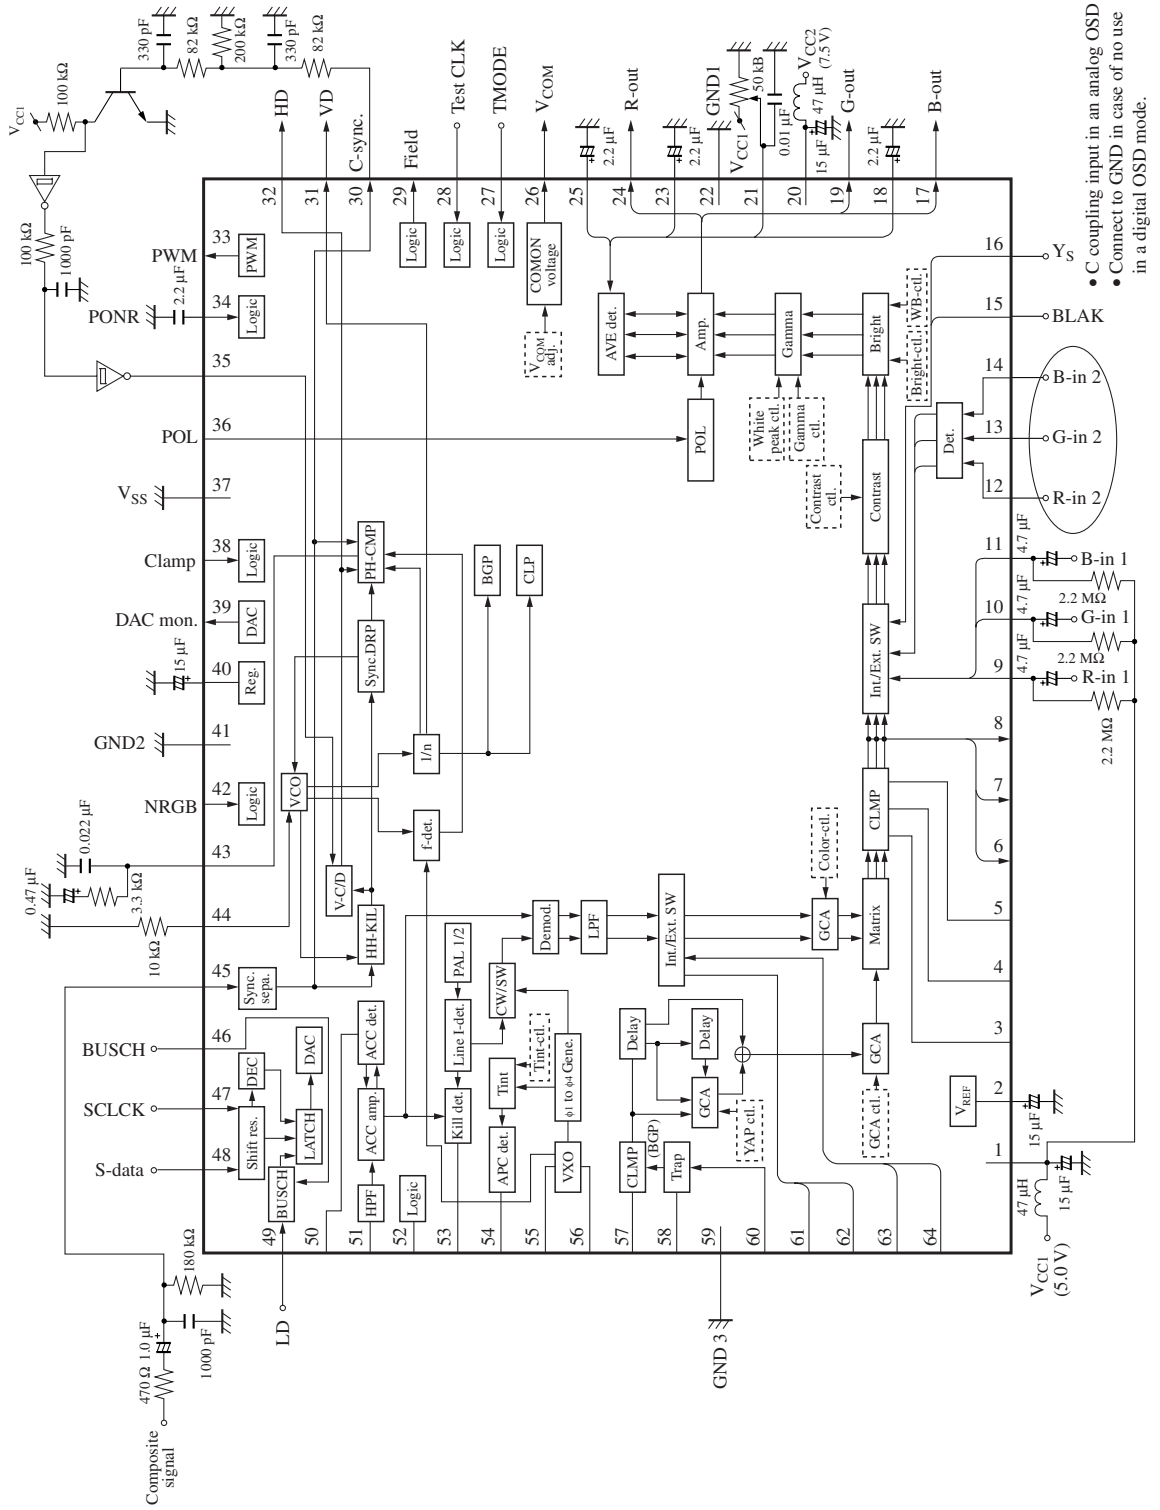 VCC1
100 kΩ
330 pF
82 kΩ
200 kΩ
330 pF
82 kΩ
HD
VD
C-sync.
Field
Test CLK
TMODE
VCOM
2.2 µF
R-out
2.2 µF
GND1
VCC1
50 kB
0.01 µF
VCC2
(7.5 V)
47 µH
15 µF
G-out
2.2 µF
B-out
32
31
30
29
28
27
26
25
24
23
22
21
20
19
18
17
100 kΩ
1000 pF
PWM
33
PWM
PONR
2.2 µF
34
Logic
35
POL
36
VSS
37
Clamp
38
Logic
DAC mon.
39
DAC
15 µF
40
Reg.
GND2
41
NRGB
42
Logic
0.022 µF
43
0.47 µF
3.3 kΩ
44
10 kΩ
45
Sync.
sepa.
BUSCH
46
SCLCK
47
S-data
48
Logic
Logic
Logic
COMON
voltage
VCOM
adj.
AVE det.
Amp.
Gamma
Bright
WB-ctl.
Bright-ctl.
POL
White
peak ctl.
Gamma
ctl.
Contrast
ctl.
Contrast
Det.
PH-CMP
BGP
CLP
Sync.DRP
Int./Ext. SW
VCO
1/n
f-det.
V-C/D
HH-KIL
CLMP
Color-ctl.
GCA
Matrix
Int./Ext. SW
LPF
Demod.
PAL 1/2
CW/SW
Line I-det.
Kill det.
ACC det.
ACC amp.
HPF
Logic
DEC
DAC
Shift res.
LATCH
BUSCH
Tint-ctl.
Tint
APC det.
ϕ1 to ϕ4 Gene.
VXO
Delay
Delay
GCA
YAP ctl.
CLMP
(BGP)
Trap
GCA
GCA ctl.
VREF
16
YS
15
BLAK
14
B-in 2
13
G-in 2
12
R-in 2
11
4.7 µF
B-in 1
2.2 MΩ
10
4.7 µF
G-in 1
2.2 MΩ
9
4.7 µF
R-in 1
2.2 MΩ
8
7
6
5
4
3
2
15 µF
1
47 µH
15 µF
VCC1
(5.0 V)
49
50
51
52
53
54
55
56
57
58
59
60
61
62
63
64
LD
GND 3
180 kΩ
1000 pF
1.0 µF
470 Ω
Composite
signal
• C coupling input in an analog OSD
• Connect to GND in case of no use
in a digital OSD mode.